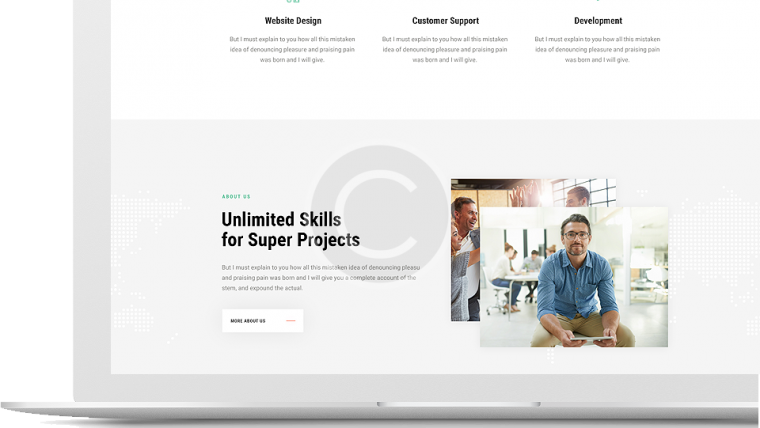 Website Design
But I must explain to you how all this mistaken
idea of denouncing pleasure and praising pain
was born and I will give.
Customer Support
But I must explain to you how all this mistaken
idea of denouncing pleasure and praising pain
was born and I will give.
Development
But I must explain to you how all this mistaken
idea of denouncing pleasure and praising pain
was born and I will give.
ABOUT US
Unlimited Skills
for Super Projects
But I must explain to you how all this mistaken idea of denouncing pleasu
and praising pain was born and I will give you a complete account of the
stem, and expound the actual.
MORE ABOUT US
C